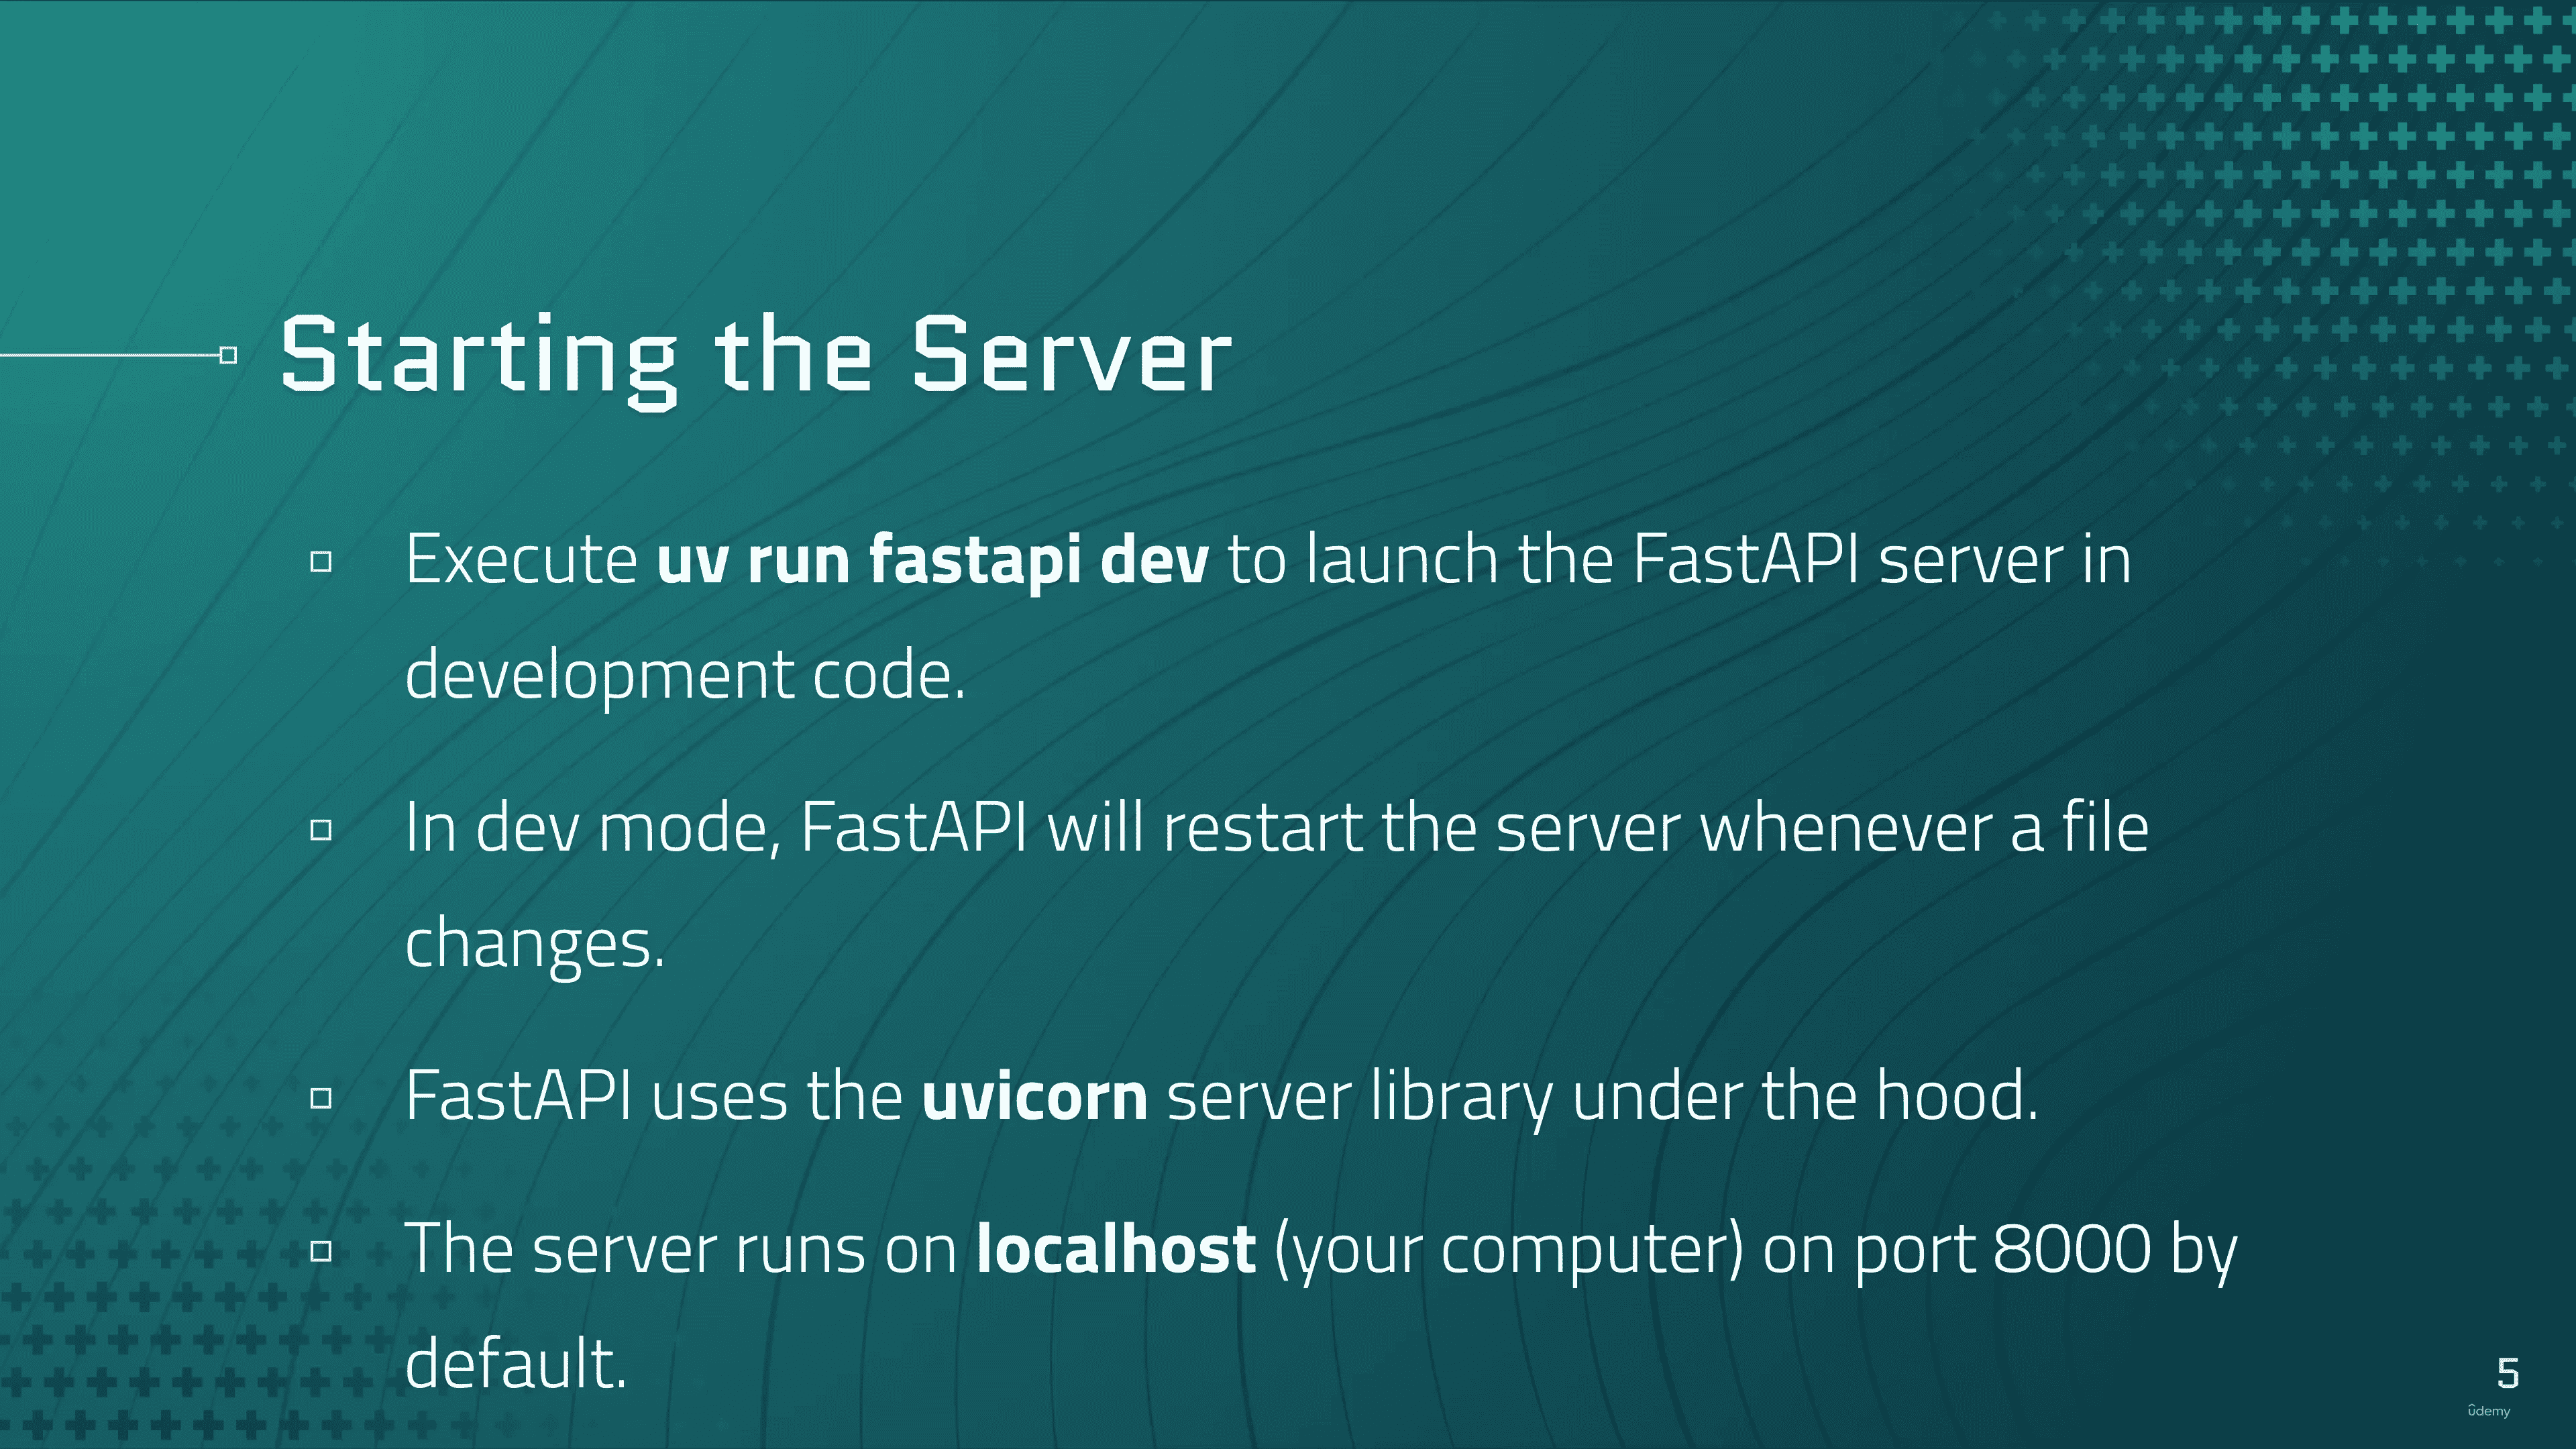 Starting the Server
Execute uv run fastapi dev to launch the FastAPI server in
development code.
In dev mode, FastAPI will restart the server whenever a file
changes.
FastAPI uses the uvicorn server library under the hood.
The server runs on localhost (your computer) on port 8000 by
default.
5
ûdemy